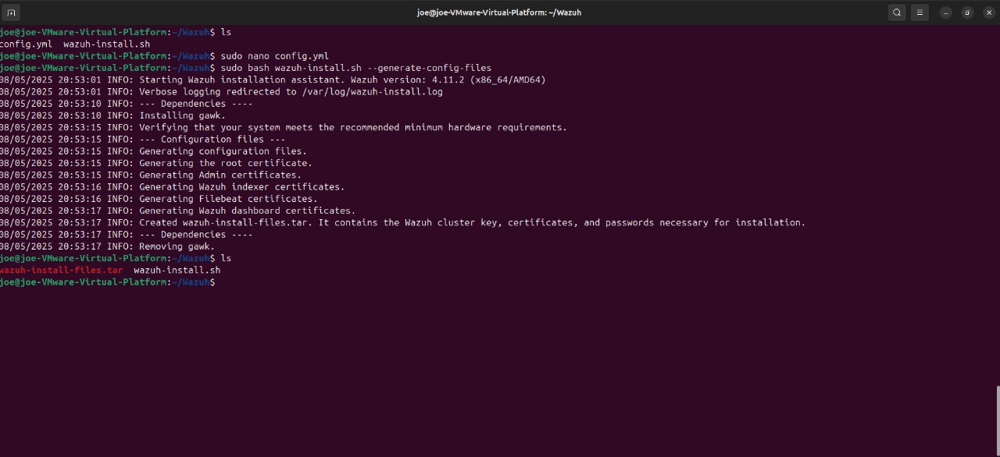 joe@joe-VMware-Virtual-Platform: ~/Wazuh
joe@joe-VMware-Virtual-Platform:~/Wazuh$ ls
config.yml  wazuh-install.sh
joe@joe-VMware-Virtual-Platform:~/Wazuh$ sudo nano config.yml
joe@joe-VMware-Virtual-Platform:~/Wazuh$ sudo bash wazuh-install.sh --generate-config-files
08/05/2025 20:53:01 INFO: Starting Wazuh installation assistant. Wazuh version: 4.11.2 (x86_64/AMD64)
08/05/2025 20:53:01 INFO: Verbose logging redirected to /var/log/wazuh-install.log
08/05/2025 20:53:10 INFO: --- Dependencies ----
08/05/2025 20:53:10 INFO: Installing gawk.
08/05/2025 20:53:15 INFO: Verifying that your system meets the recommended minimum hardware requirements.
08/05/2025 20:53:15 INFO: --- Configuration files ---
08/05/2025 20:53:15 INFO: Generating configuration files.
08/05/2025 20:53:15 INFO: Generating the root certificate.
08/05/2025 20:53:15 INFO: Generating Admin certificates.
08/05/2025 20:53:16 INFO: Generating Wazuh indexer certificates.
08/05/2025 20:53:16 INFO: Generating Filebeat certificates.
08/05/2025 20:53:17 INFO: Generating Wazuh dashboard certificates.
08/05/2025 20:53:17 INFO: Created wazuh-install-files.tar. It contains the Wazuh cluster key, certificates, and passwords necessary for installation.
08/05/2025 20:53:17 INFO: --- Dependencies ----
08/05/2025 20:53:17 INFO: Removing gawk.
joe@joe-VMware-Virtual-Platform:~/Wazuh$ ls
wazuh-install-files.tar  wazuh-install.sh
joe@joe-VMware-Virtual-Platform:~/Wazuh$